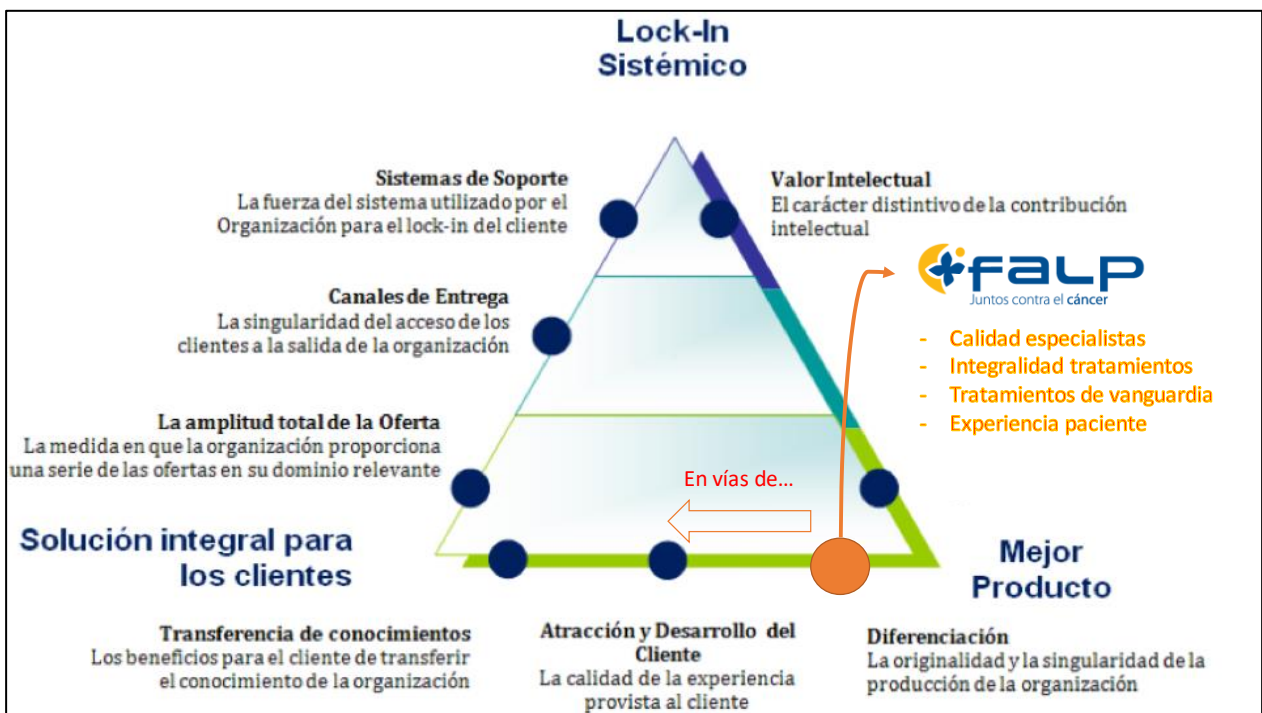 Lock-In
Sistémico
Sistemas de Soporte
La fuerza del sistema utilizado por el
Organización para el lock-in del cliente
Valor Intelectual
El carácter distintivo de la contribución
intelectual
falp
Juntos contra el cáncer
- Calidad especialistas
- Integralidad tratamientos
- Tratamientos de vanguardia
- Experiencia paciente
Canales de Entrega
La singularidad del acceso de los
clientes a la salida de la organización
La amplitud total de la Oferta
La medida en que la organización proporciona
una serie de las ofertas en su dominio relevante
En vías de...
Solución integral para
los clientes
Mejor
Producto
Transferencia de conocimientos
Los beneficios para el cliente de transferir
el conocimiento de la organización
Atracción y Desarrollo del
Cliente
La calidad de la experiencia
provista al cliente
Diferenciación
La originalidad y la singularidad de la
producción de la organización